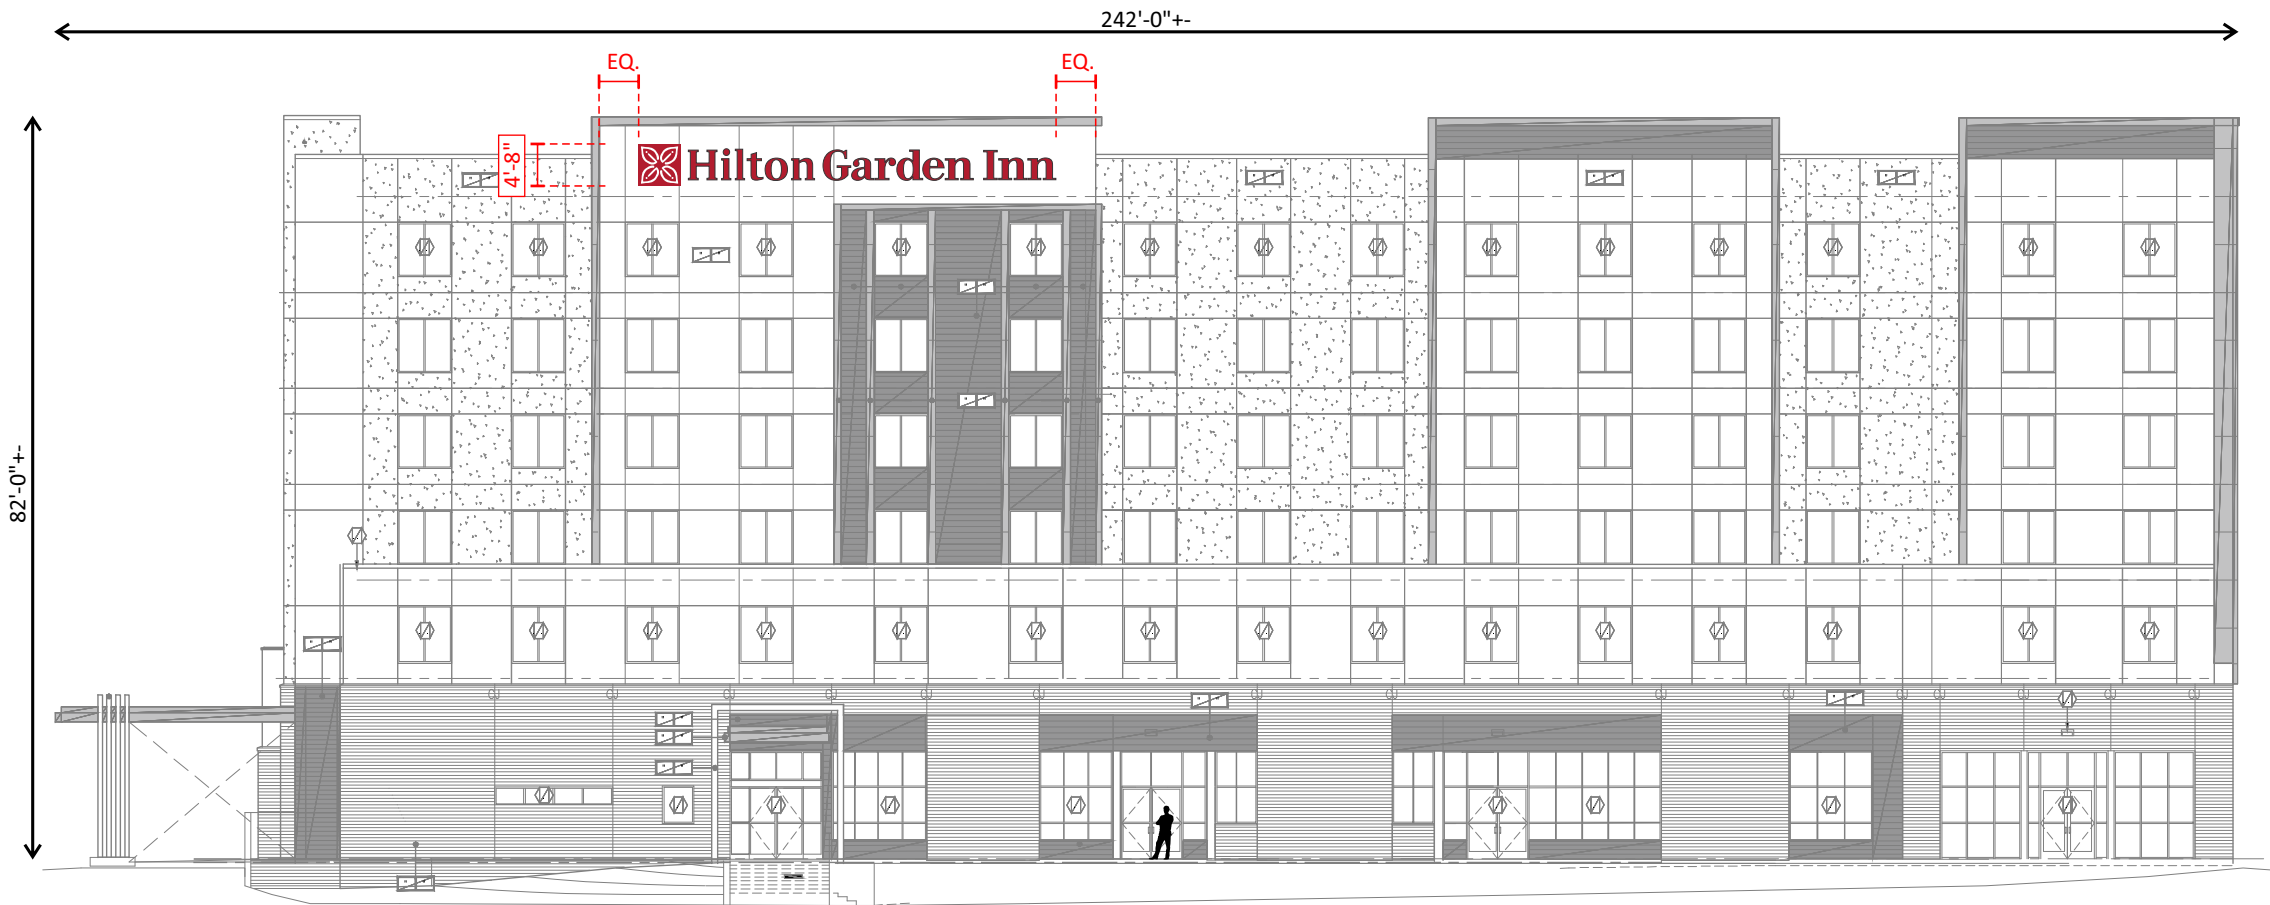 242'-0"+-
EQ.
EQ.
4'-8"
Hilton Garden Inn
82'-0"+-